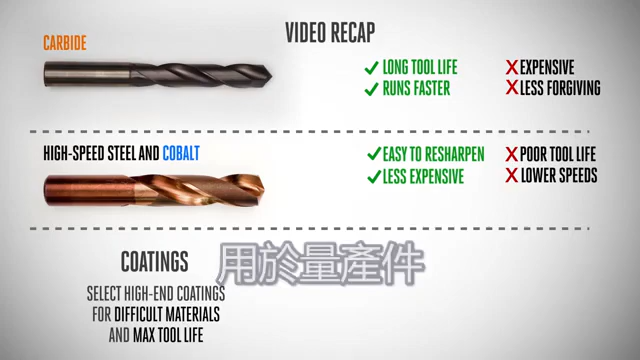 VIDEO RECAP
CARBIDE
✓ LONG TOOL LIFE
✓ RUNS FASTER
X EXPENSIVE
X LESS FORGIVING
HIGH-SPEED STEEL AND COBALT
✓ EASY TO RESHARPEN
✓ LESS EXPENSIVE
X POOR TOOL LIFE
X LOWER SPEEDS
COATINGS
SELECT HIGH-END COATINGS
FOR DIFFICULT MATERIALS
AND MAX TOOL LIFE
用於量產件